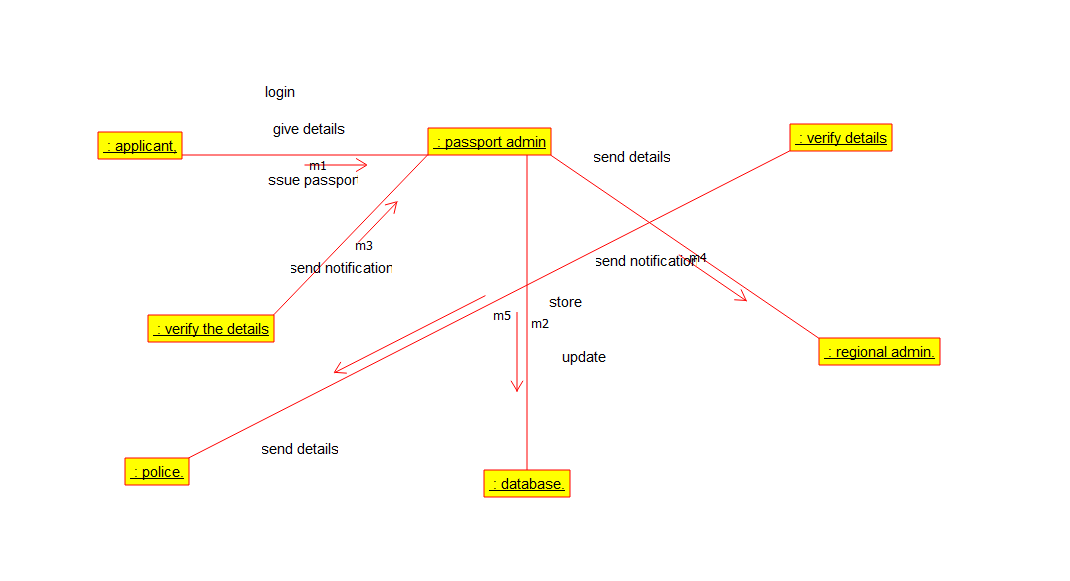 login
give details
: applicant,
: passport admin
: verify details
send details
m1
ssue passpor
m3
send notification
send notification
m4
store
m5
m2
: verify the details
update
: regional admin.
send details
: police.
: database.